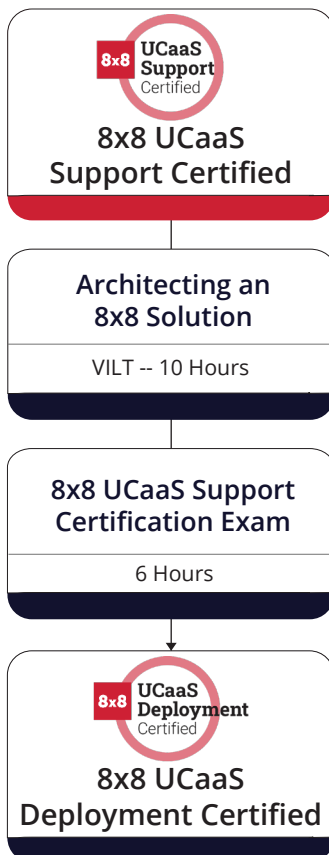 8x8
UCaaS
Support
Certified
8x8 UCaaS
Support Certified
Architecting an
8x8 Solution
VILT -- 10 Hours
8x8 UCaaS Support
Certification Exam
6 Hours
8x8
UCaaS
Deployment
Certified
8x8 UCaaS
Deployment Certified